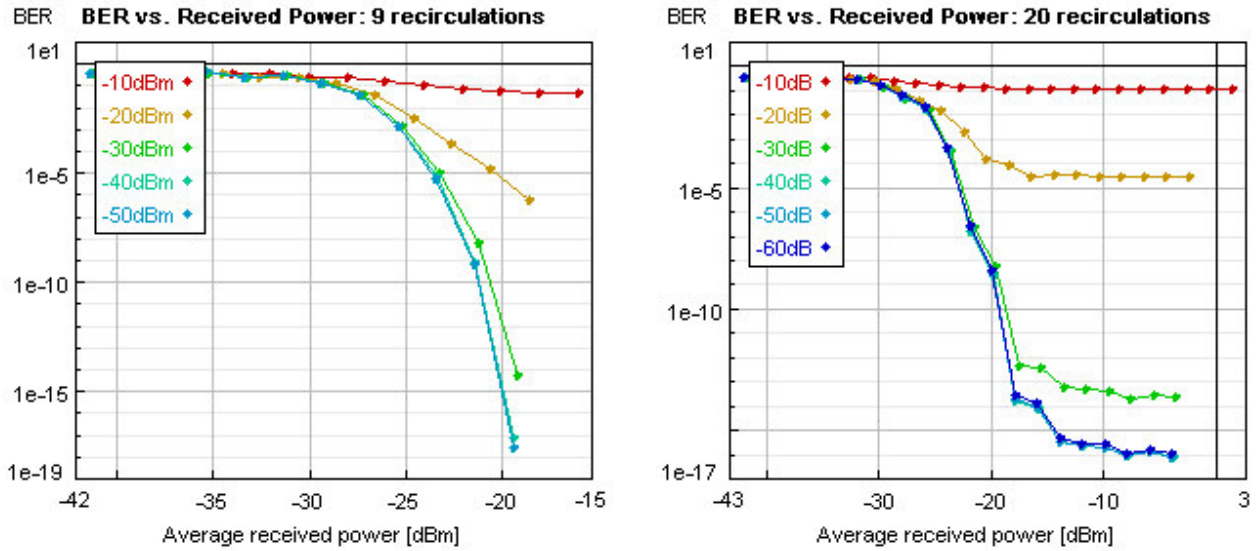 BER BER vs. Received Power: 9 recirculations
1e1
-10dBm
-20dBm
-30dBm
-40dBm
-50dBm
1e-5
1e-10
1e-15
1e-19
-42 -35 -30 -25 -20 -15
Average received power [dBm]
BER BER vs. Received Power: 20 recirculations
1e1
-10dB
-20dB
-30dB
-40dB
-50dB
-60dB
1e-5
1e-10
1e-17
-43 -30 -20 -10 3
Average received power [dBm]